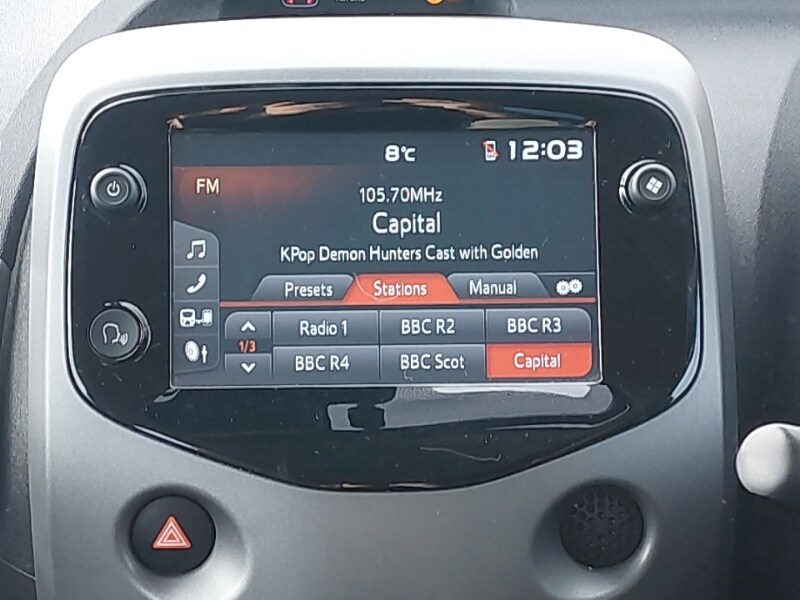 8°C 12:03
FM
105.70MHz
Capital
KPop Demon Hunters Cast with Golden
Presets Stations Manual
Radio 1 BBC R2 BBC R3
1/3
BBC R4 BBC Scot Capital